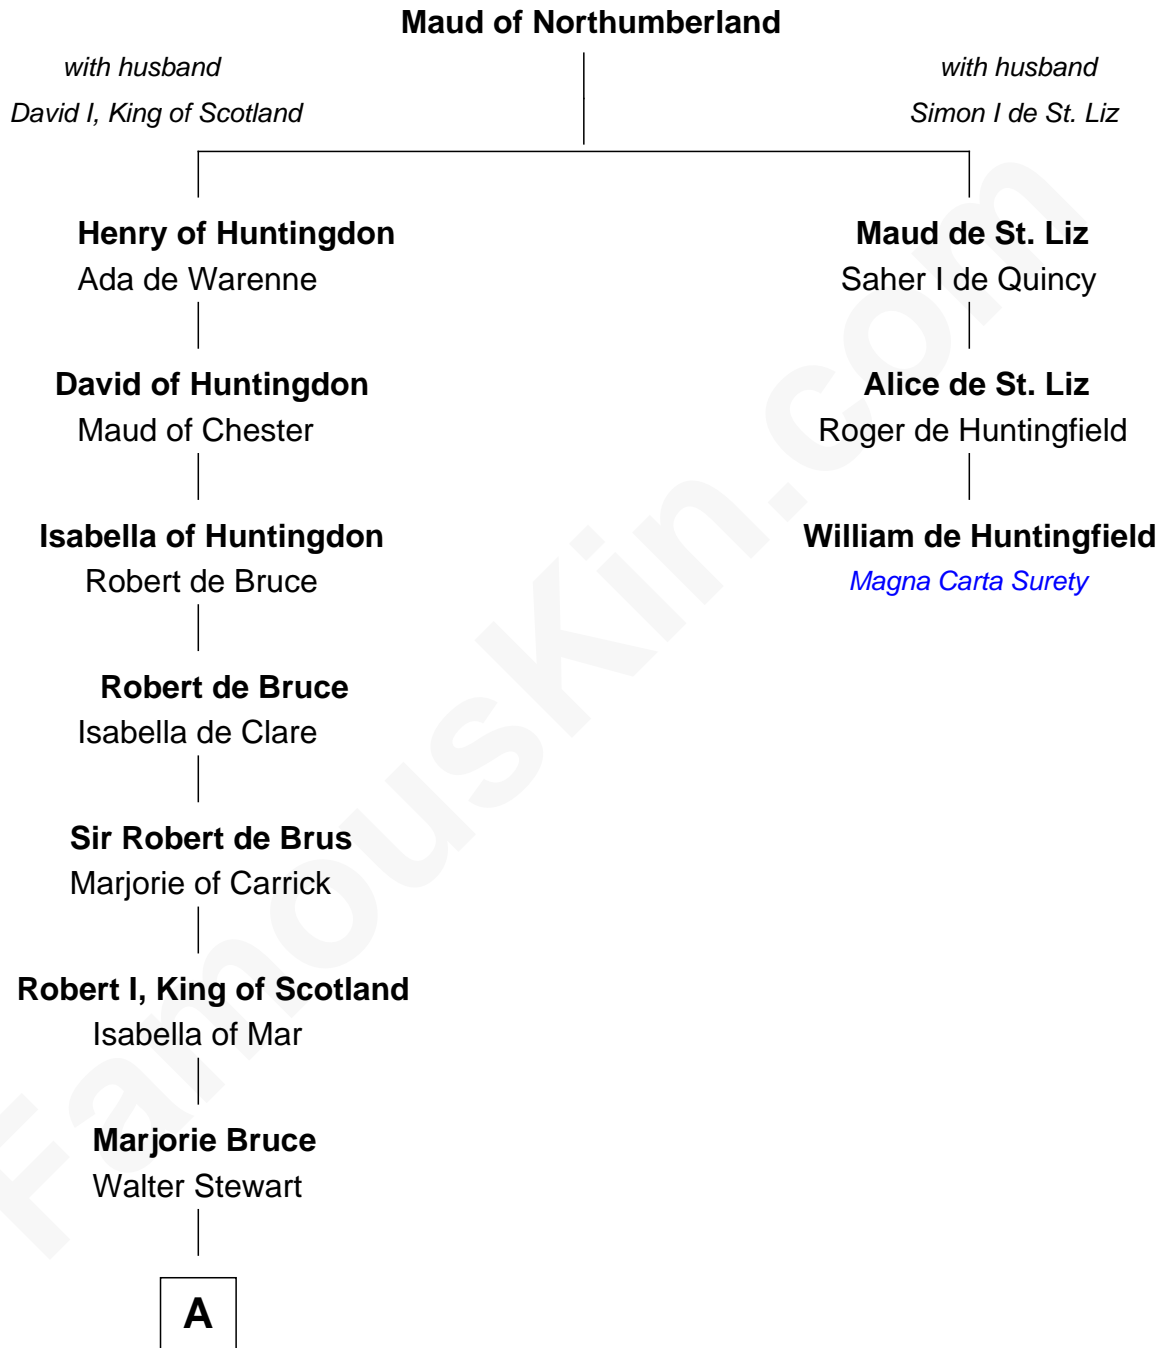 Maud of Northumberland
with husband
David I, King of Scotland
with husband
Simon I de St. Liz
Henry of Huntingdon
Ada de Warenne
Maud de St. Liz
Saher I de Quincy
David of Huntingdon
Maud of Chester
Alice de St. Liz
Roger de Huntingfield
Isabella of Huntingdon
Robert de Bruce
William de Huntingfield
Magna Carta Surety
Robert de Bruce
Isabella de Clare
Sir Robert de Brus
Marjorie of Carrick
Robert I, King of Scotland
Isabella of Mar
Marjorie Bruce
Walter Stewart
A
FamousKin.com